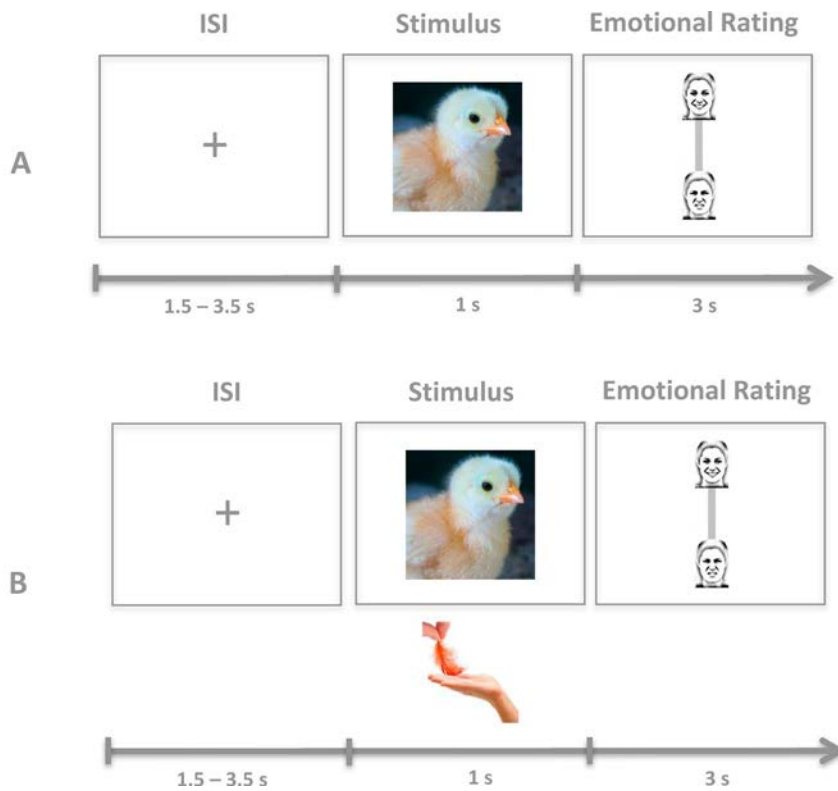 ISI Stimulus Emotional Rating
A
1.5 – 3.5 s 1 s 3 s
ISI Stimulus Emotional Rating
B
1.5 – 3.5 s 1 s 3 s